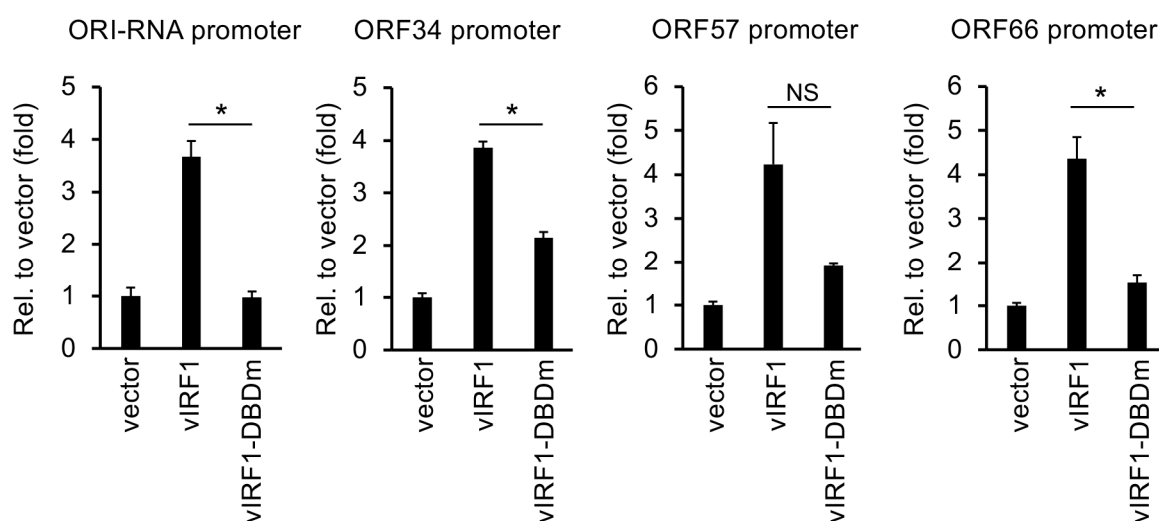 ORI-RNA promoter
Rel. to vector (fold)
5
4
3
2
1
0
*
vector
vIRF1
vIRF1-DBDm
ORF34 promoter
Rel. to vector (fold)
5
4
3
2
1
0
*
vector
vIRF1
vIRF1-DBDm
ORF57 promoter
Rel. to vector (fold)
6
5
4
3
2
1
0
NS
vector
vIRF1
vIRF1-DBDm
ORF66 promoter
Rel. to vector (fold)
6
5
4
3
2
1
0
*
vector
vIRF1
vIRF1-DBDm